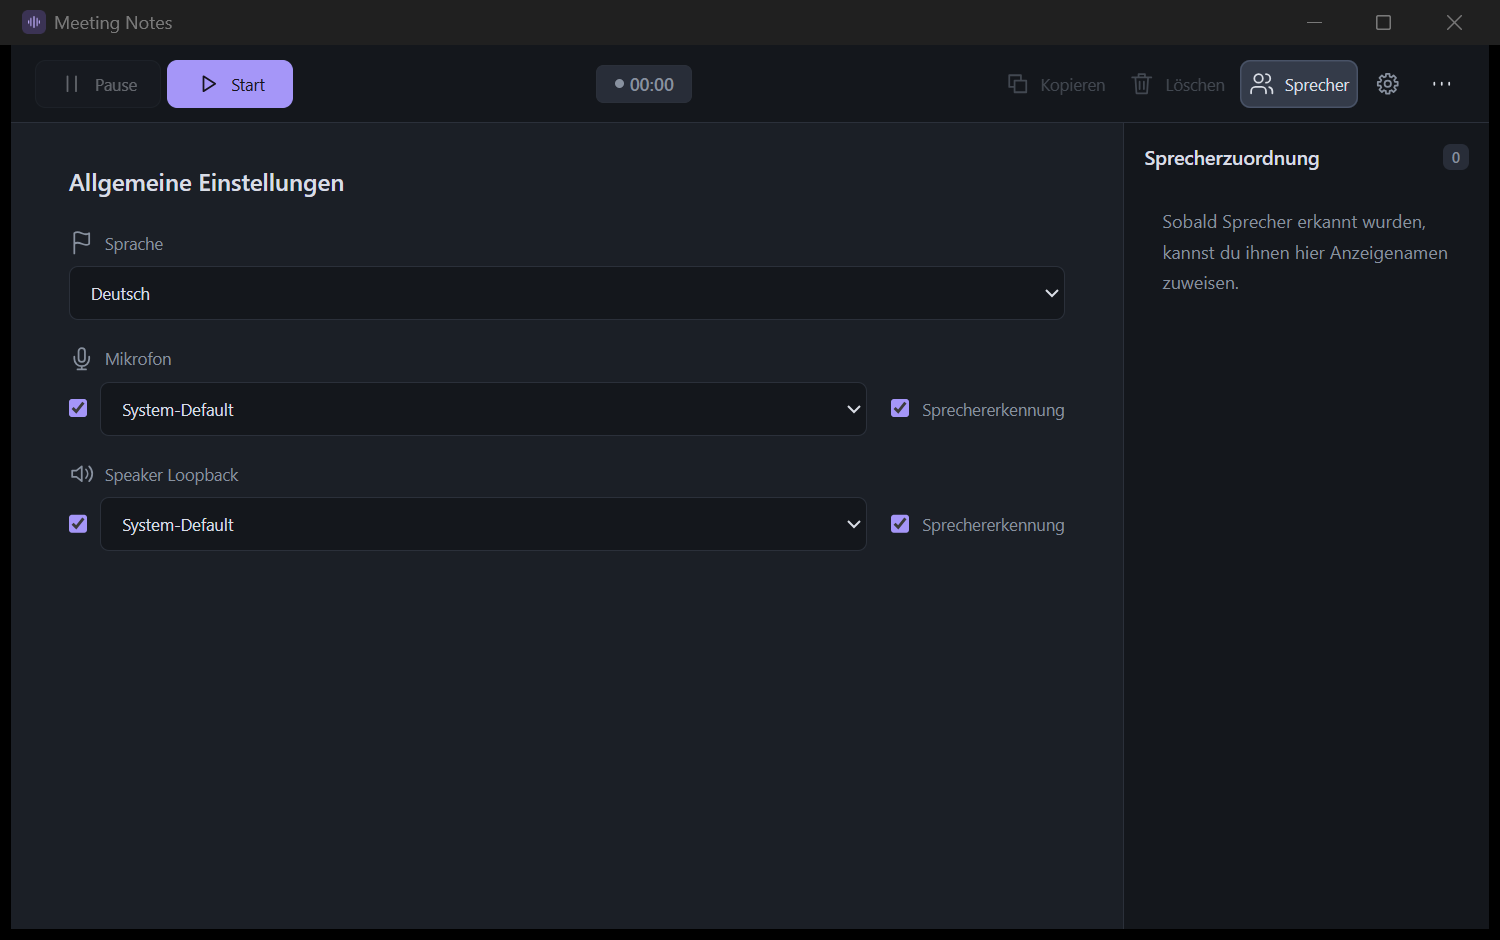 Meeting Notes
Pause
Start
00:00
Kopieren
Löschen
Sprecher
Allgemeine Einstellungen
Sprache
Deutsch
Mikrofon
System-Default
Sprechererkennung
Speaker Loopback
System-Default
Sprechererkennung
Sprecherzuordnung
0
Sobald Sprecher erkannt wurden,
kannst du ihnen hier Anzeigenamen
zuweisen.